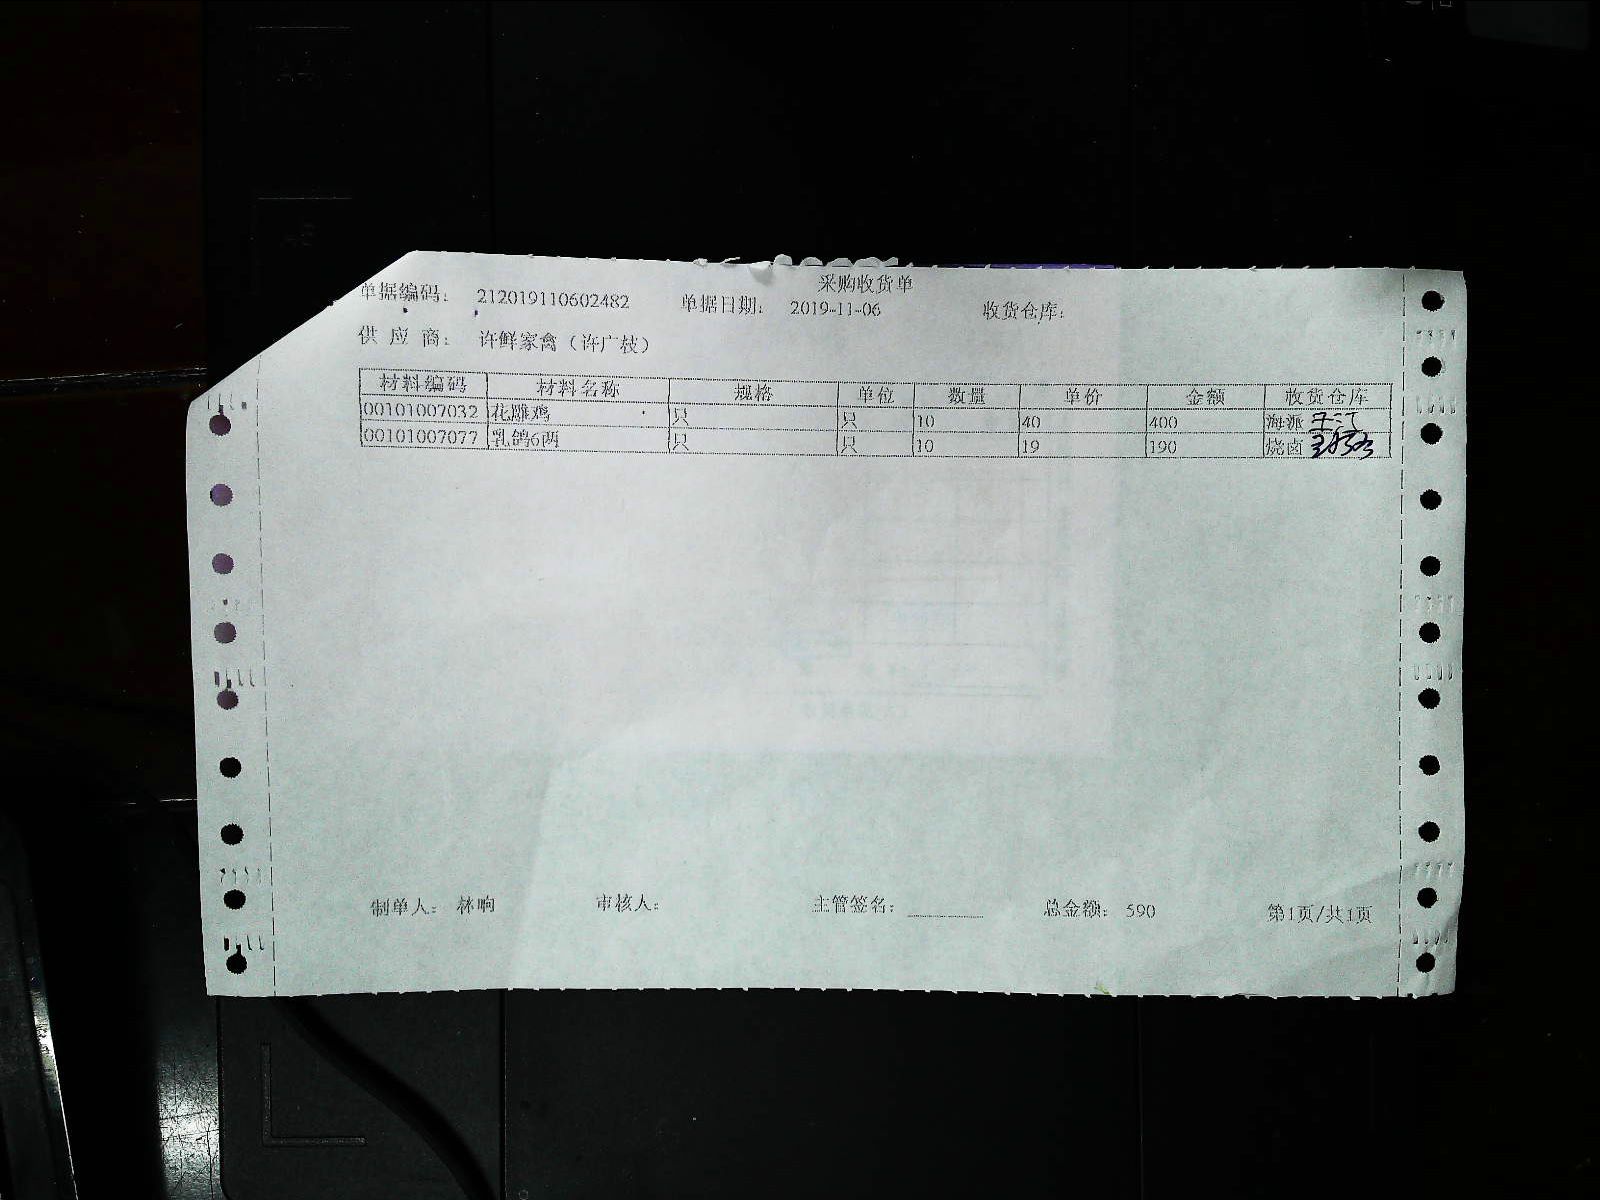 采购收货单
单据编码： 212019110602482 单据日期： 2019-11-06 收货仓库：
供 应 商： 许鲜家禽（许广枝）
材料编码 材料名称 规格 单位 数量 单价 金额 收货仓库
00101007032 花雕鸡 只 只 10 40 400 海派
00101007077 乳鸽6两 只 只 10 19 190 烧卤
制单人： 林响 审核人： 主管签名： 总金额： 590 第1页/共1页